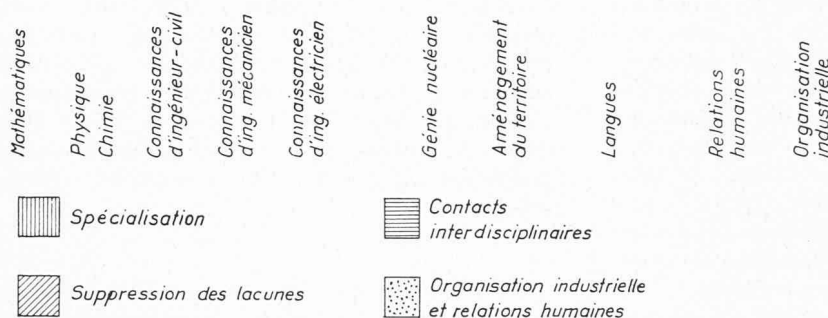 Mathématiques
Physique
Chimie
Connaissances
d'ingénieur-civil
Connaissances
d'ing. mécanicien
Connaissances
d'ing. électricien
Génie nucléaire
Aménagement
du territoire
Langues
Relations
humaines
Organisation
industrielle
Spécialisation
Contacts
interdisciplinaires
Suppression des lacunes
Organisation industrielle
et relations humaines